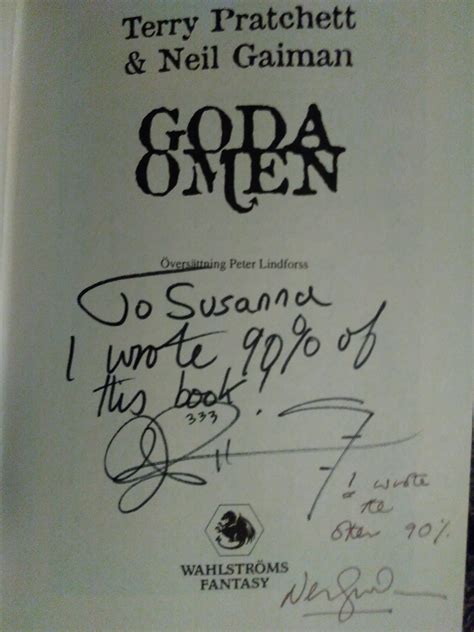 Terry Pratchett
& Neil Gaiman
GODA
OMEN
Översättning Peter Lindforss
To Susanna
I wrote 90% of
this book!
333
I wrote
the
other 90%
WAHLSTRÖMS
FANTASY